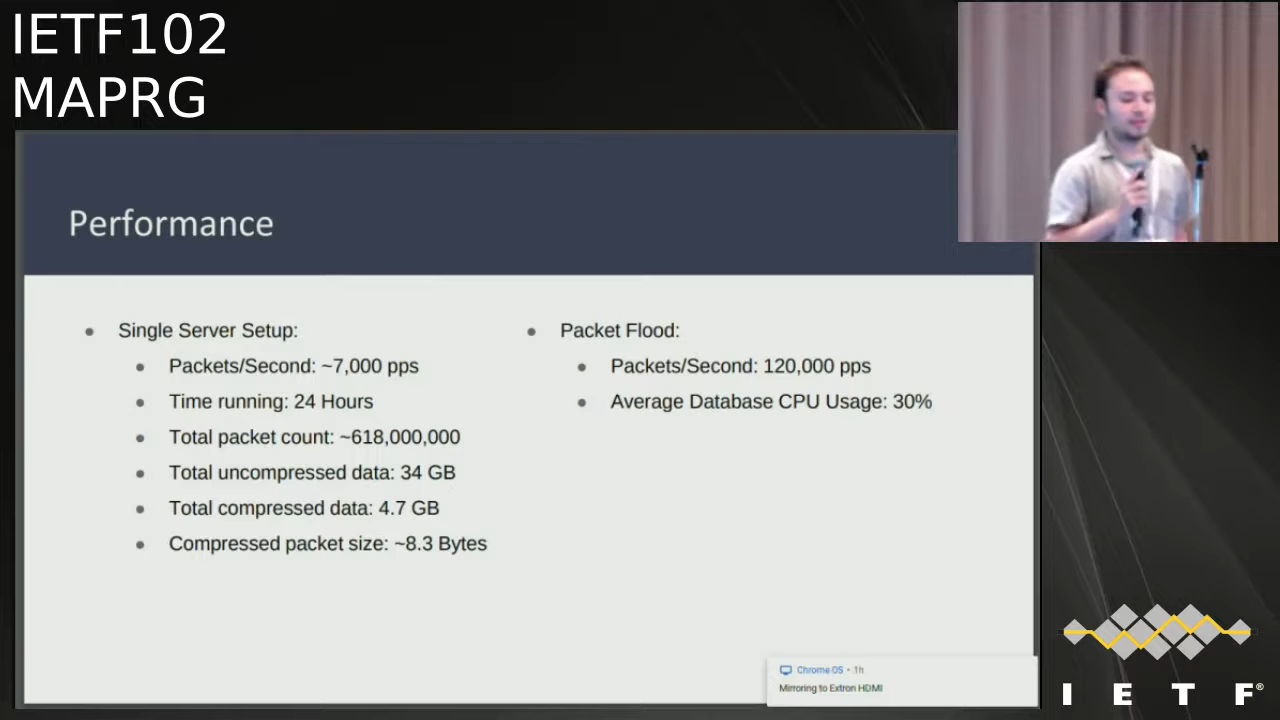 IETF102
MAPRG
Performance
Single Server Setup:
Packets/Second: ~7,000 pps
Time running: 24 Hours
Total packet count: ~618,000,000
Total uncompressed data: 34 GB
Total compressed data: 4.7 GB
Compressed packet size: ~8.3 Bytes
Packet Flood:
Packets/Second: 120,000 pps
Average Database CPU Usage: 30%
Chrome OS • 1h
Mirroring to Extron HDMI
I E T F®